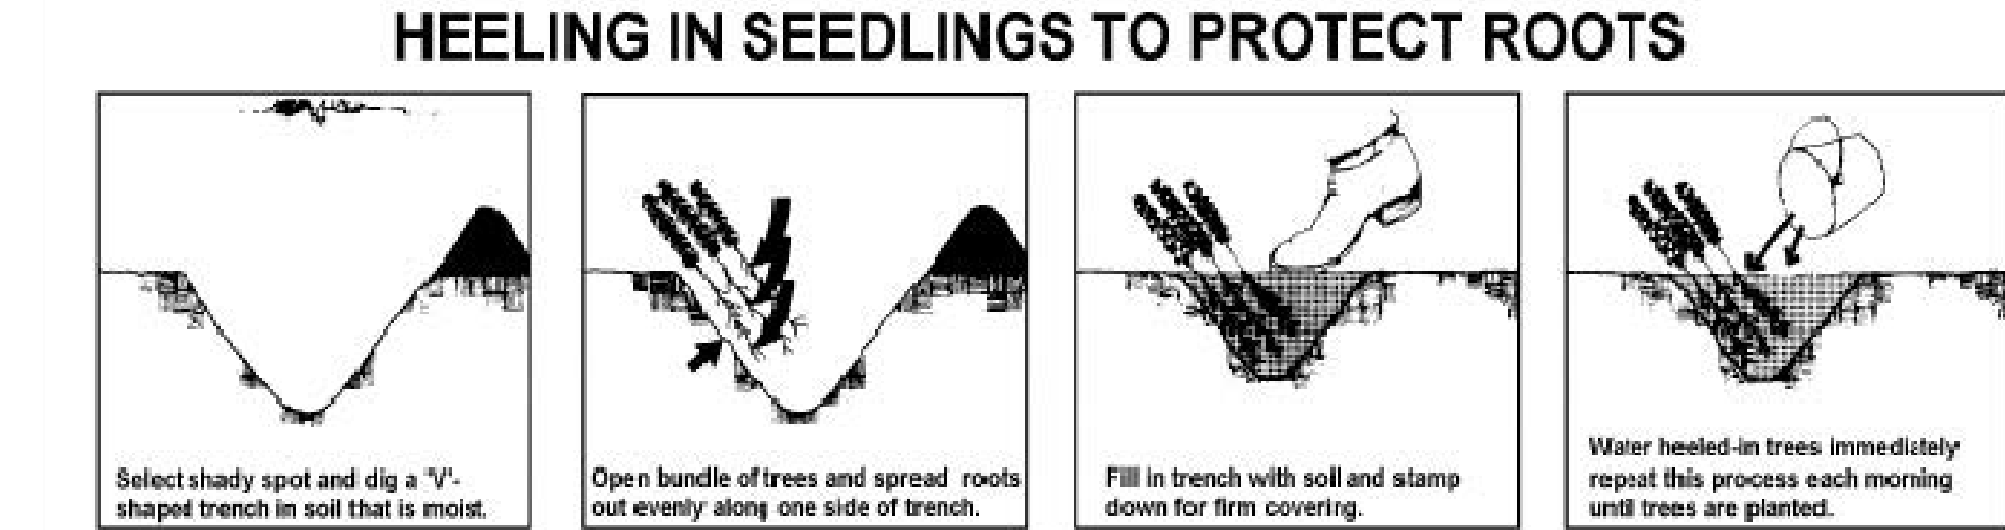 HEELING IN SEEDLINGS TO PROTECT ROOTS
Select shady spot and dig a "V"-
shaped trench in soil that is moist.
Open bundle of trees and spread roots
out evenly along one side of trench.
Fill in trench with soil and stamp
down for firm covering.
Water heeled-in trees immediately
repeat this process each morning
until trees are planted.